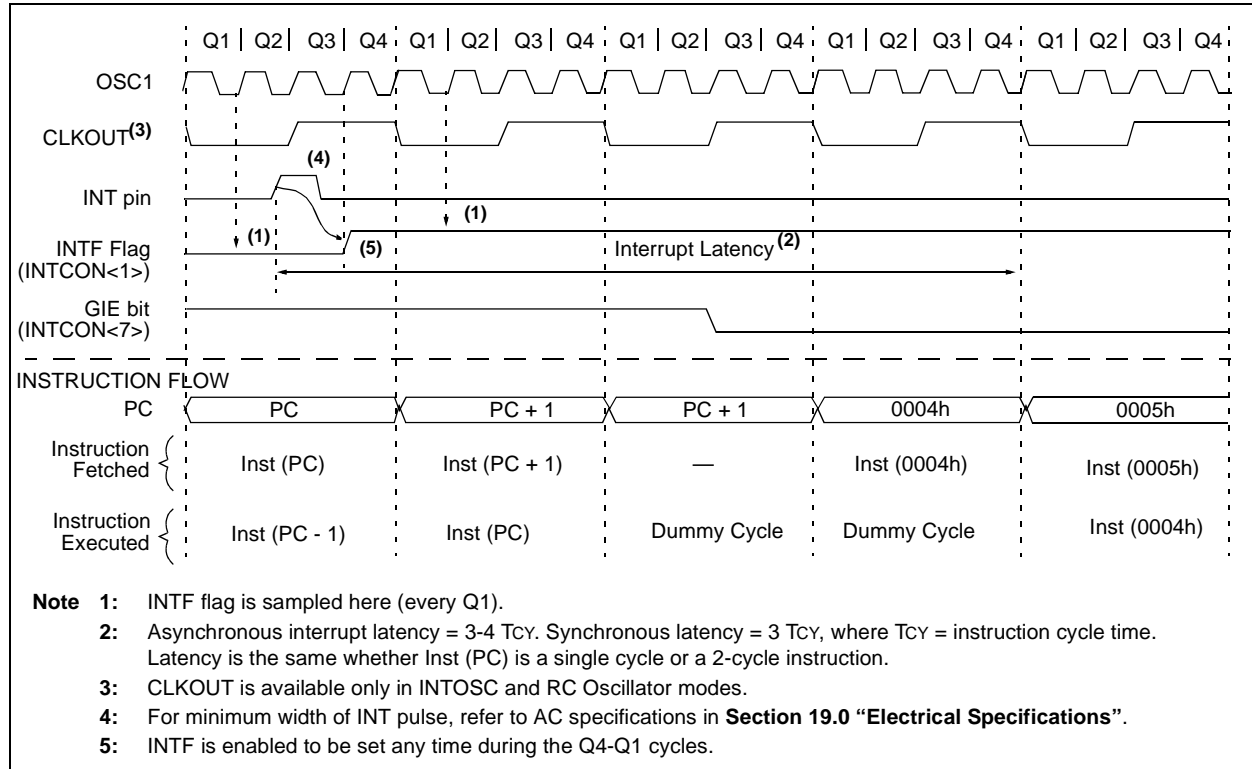 Q1 | Q2 | Q3 | Q4 Q1 | Q2 | Q3 | Q4 Q1 | Q2 | Q3 | Q4 Q1 | Q2 | Q3 | Q4 Q1 | Q2 | Q3 | Q4
OSC1
CLKOUT(3)
(4)
INT pin
(1)
(1)
(5)
INTF Flag
(INTCON<1>)
Interrupt Latency(2)
GIE bit
(INTCON<7>)
INSTRUCTION FLOW
PC PC PC + 1 PC + 1 0004h 0005h
Instruction
Fetched
Inst (PC) Inst (PC + 1) — Inst (0004h) Inst (0005h)
Instruction
Executed
Inst (PC - 1) Inst (PC) Dummy Cycle Dummy Cycle Inst (0004h)
Note 1: INTF flag is sampled here (every Q1).
2: Asynchronous interrupt latency = 3-4 TCY. Synchronous latency = 3 TCY, where TCY = instruction cycle time.
Latency is the same whether Inst (PC) is a single cycle or a 2-cycle instruction.
3: CLKOUT is available only in INTOSC and RC Oscillator modes.
4: For minimum width of INT pulse, refer to AC specifications in Section 19.0 “Electrical Specifications”.
5: INTF is enabled to be set any time during the Q4-Q1 cycles.